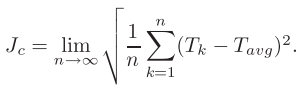 J_c = \lim_{n \to \infty} \sqrt{\frac{1}{n} \sum_{k=1}^{n} (T_k - T_{avg})^2}.